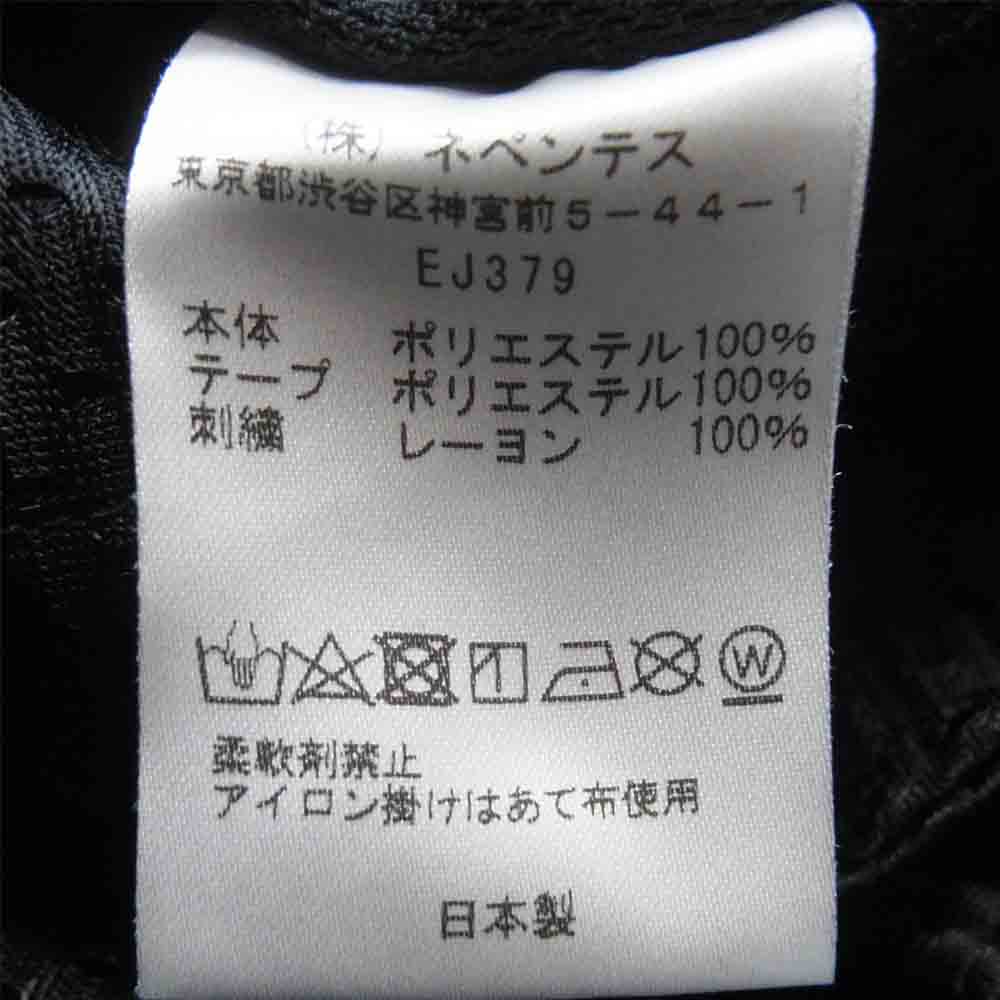 (株) ネペンテス
東京都渋谷区神宮前5-44-1
EJ379
本体 ポリエステル100%
テープ ポリエステル100%
刺繍 レーヨン 100%
W
柔軟剤禁止
アイロン掛けはあて布使用
日本製